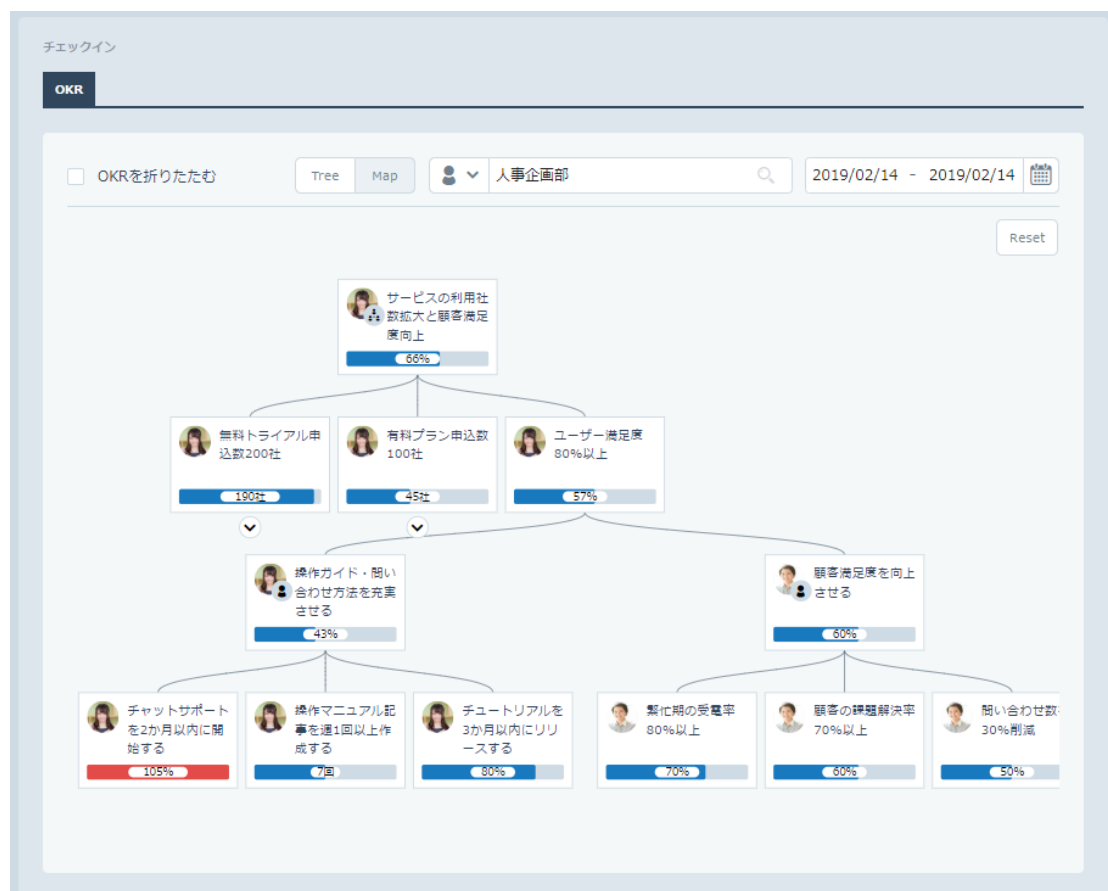 チェックイン
OKR
OKRを折りたたむ
Tree
Map
人事企画部
2019/02/14 - 2019/02/14
Reset
サービスの利用社
数拡大と顧客満足
度向上
66%
無料トライアル申
込数200社
190社
有料プラン申込数
100社
45社
ユーザー満足度
80%以上
57%
操作ガイド・問い
合わせ方法を充実
させる
43%
顧客満足度を向上
させる
60%
チャットサポート
を2か月以内に開
始する
105%
操作マニュアル記
事を週1回以上作
成する
7回
チュートリアルを
3か月以内にリリ
ースする
80%
繁忙期の受電率
80%以上
70%
顧客の課題解決率
70%以上
60%
問い合わせ数
30%削減
50%